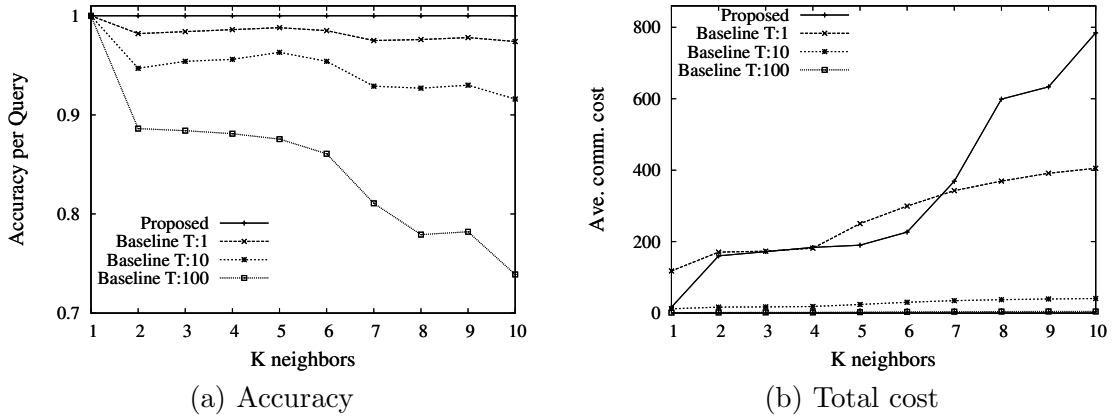 Accuracy per Query
1
0.9
0.8
0.7
Proposed
Baseline T:1
Baseline T:10
Baseline T:100
1 2 3 4 5 6 7 8 9 10
K neighbors
(a) Accuracy
Ave. comm. cost
800
600
400
200
0
Proposed
Baseline T:1
Baseline T:10
Baseline T:100
1 2 3 4 5 6 7 8 9 10
K neighbors
(b) Total cost